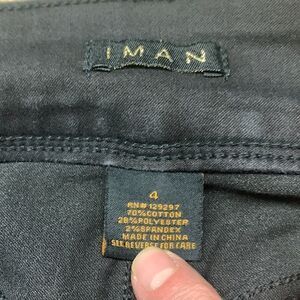 IMAN
4
RN# 129297
70%COTTON
28%POLYESTER
2%SPANDEX
MADE IN CHINA
SEE REVERSE FOR CARE